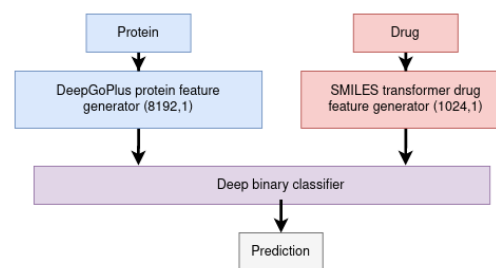 Protein
Drug
DeepGoPlus protein feature
generator (8192,1)
SMILES transformer drug
feature generator (1024,1)
Deep binary classifier
Prediction